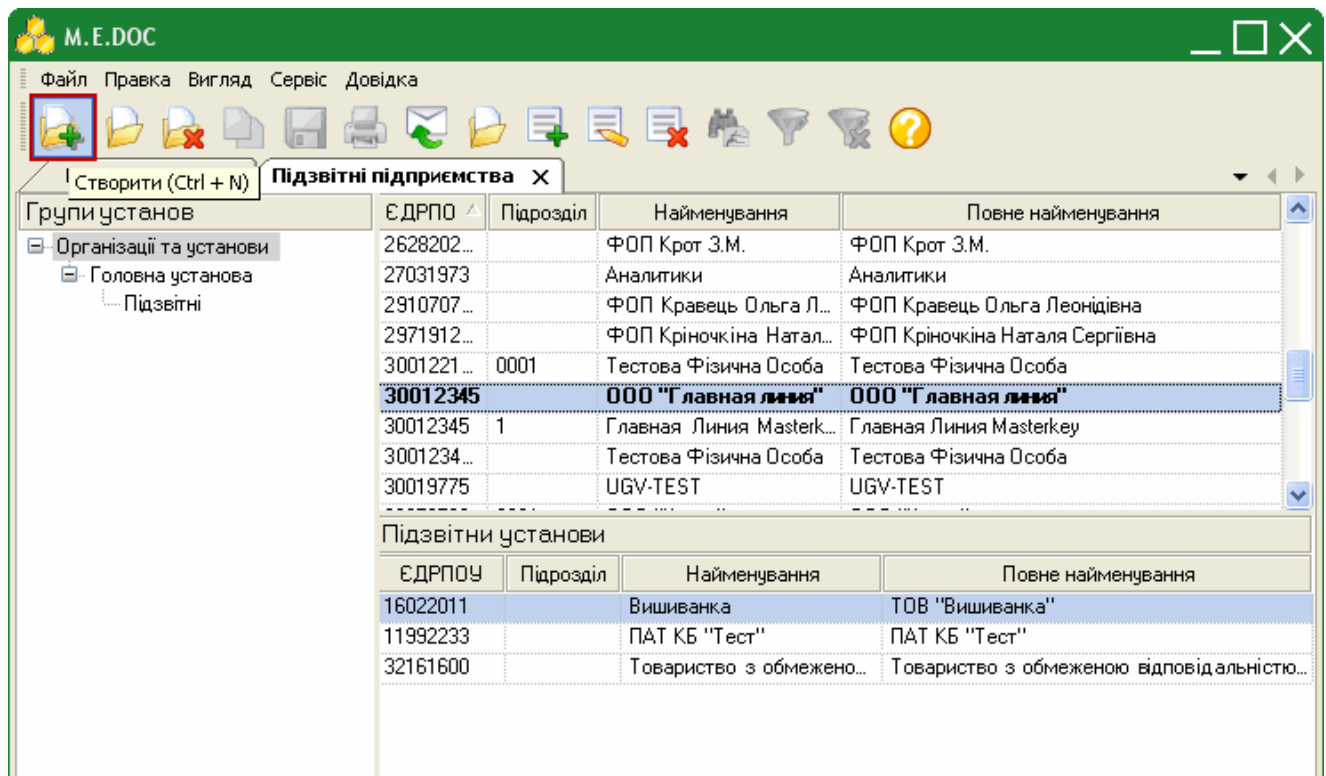 M.E.DOC
Файл Правка Вигляд Сервіс Довідка
Створити (Ctrl + N) Підзвітні підприємства X
Групи установ
Організації та установи
Головна установа
Підзвітні
ЄДРПО Підрозділ Найменування Повне найменування
2628202... ФОП Крот З.М. ФОП Крот З.М.
27031973 Аналитики Аналитики
2910707... ФОП Кравець Ольга Л... ФОП Кравець Ольга Леонідівна
2971912... ФОП Кріночкіна Натал... ФОП Кріночкіна Наталя Сергіївна
3001221... 0001 Тестова Фізична Особа Тестова Фізична Особа
30012345 ООО "Главная линия" ООО "Главная линия"
30012345 1 Главная Линия Masterk... Главная Линия Masterkey
3001234... Тестова Фізична Особа Тестова Фізична Особа
30019775 UGV-TEST UGV-TEST
Підзвітни установи
ЄДРПОУ Підрозділ Найменування Повне найменування
16022011 Вишиванка ТОВ "Вишиванка"
11992233 ПАТ КБ "Тест" ПАТ КБ "Тест"
32161600 Товариство з обмежено... Товариство з обмеженою відповідальністю...